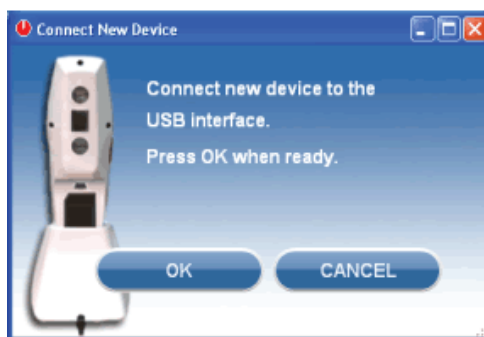 Connect New Device
Connect new device to the
USB interface.
Press OK when ready.
OK
CANCEL